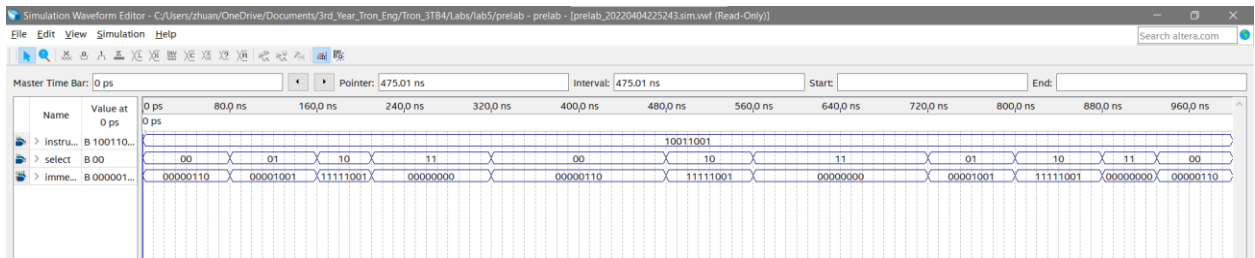 Simulation Waveform Editor - C:/Users/zhuan/OneDrive/Documents/3rd_Year_Tron_Eng/Tron_3TB4/Labs/lab5/prelab - prelab - [prelab_20220404225243.sim.vwf (Read-Only)]
File Edit View Simulation Help
Search altera.com
Master Time Bar: 0 ps Pointer: 475.01 ns Interval: 475.01 ns Start: End:
Name Value at 0 ps
0 ps 80.0 ns 160.0 ns 240.0 ns 320.0 ns 400.0 ns 480.0 ns 560.0 ns 640.0 ns 720.0 ns 800.0 ns 880.0 ns 960.0 ns
0 ps
instru... B 100110... 10011001
select B 00 00 01 10 11 00 10 11 01 10 11 00
imme... B 000001... 00000110 00001001 11111001 00000000 00000110 11111001 00000000 00001001 11111001 00000000 00000110